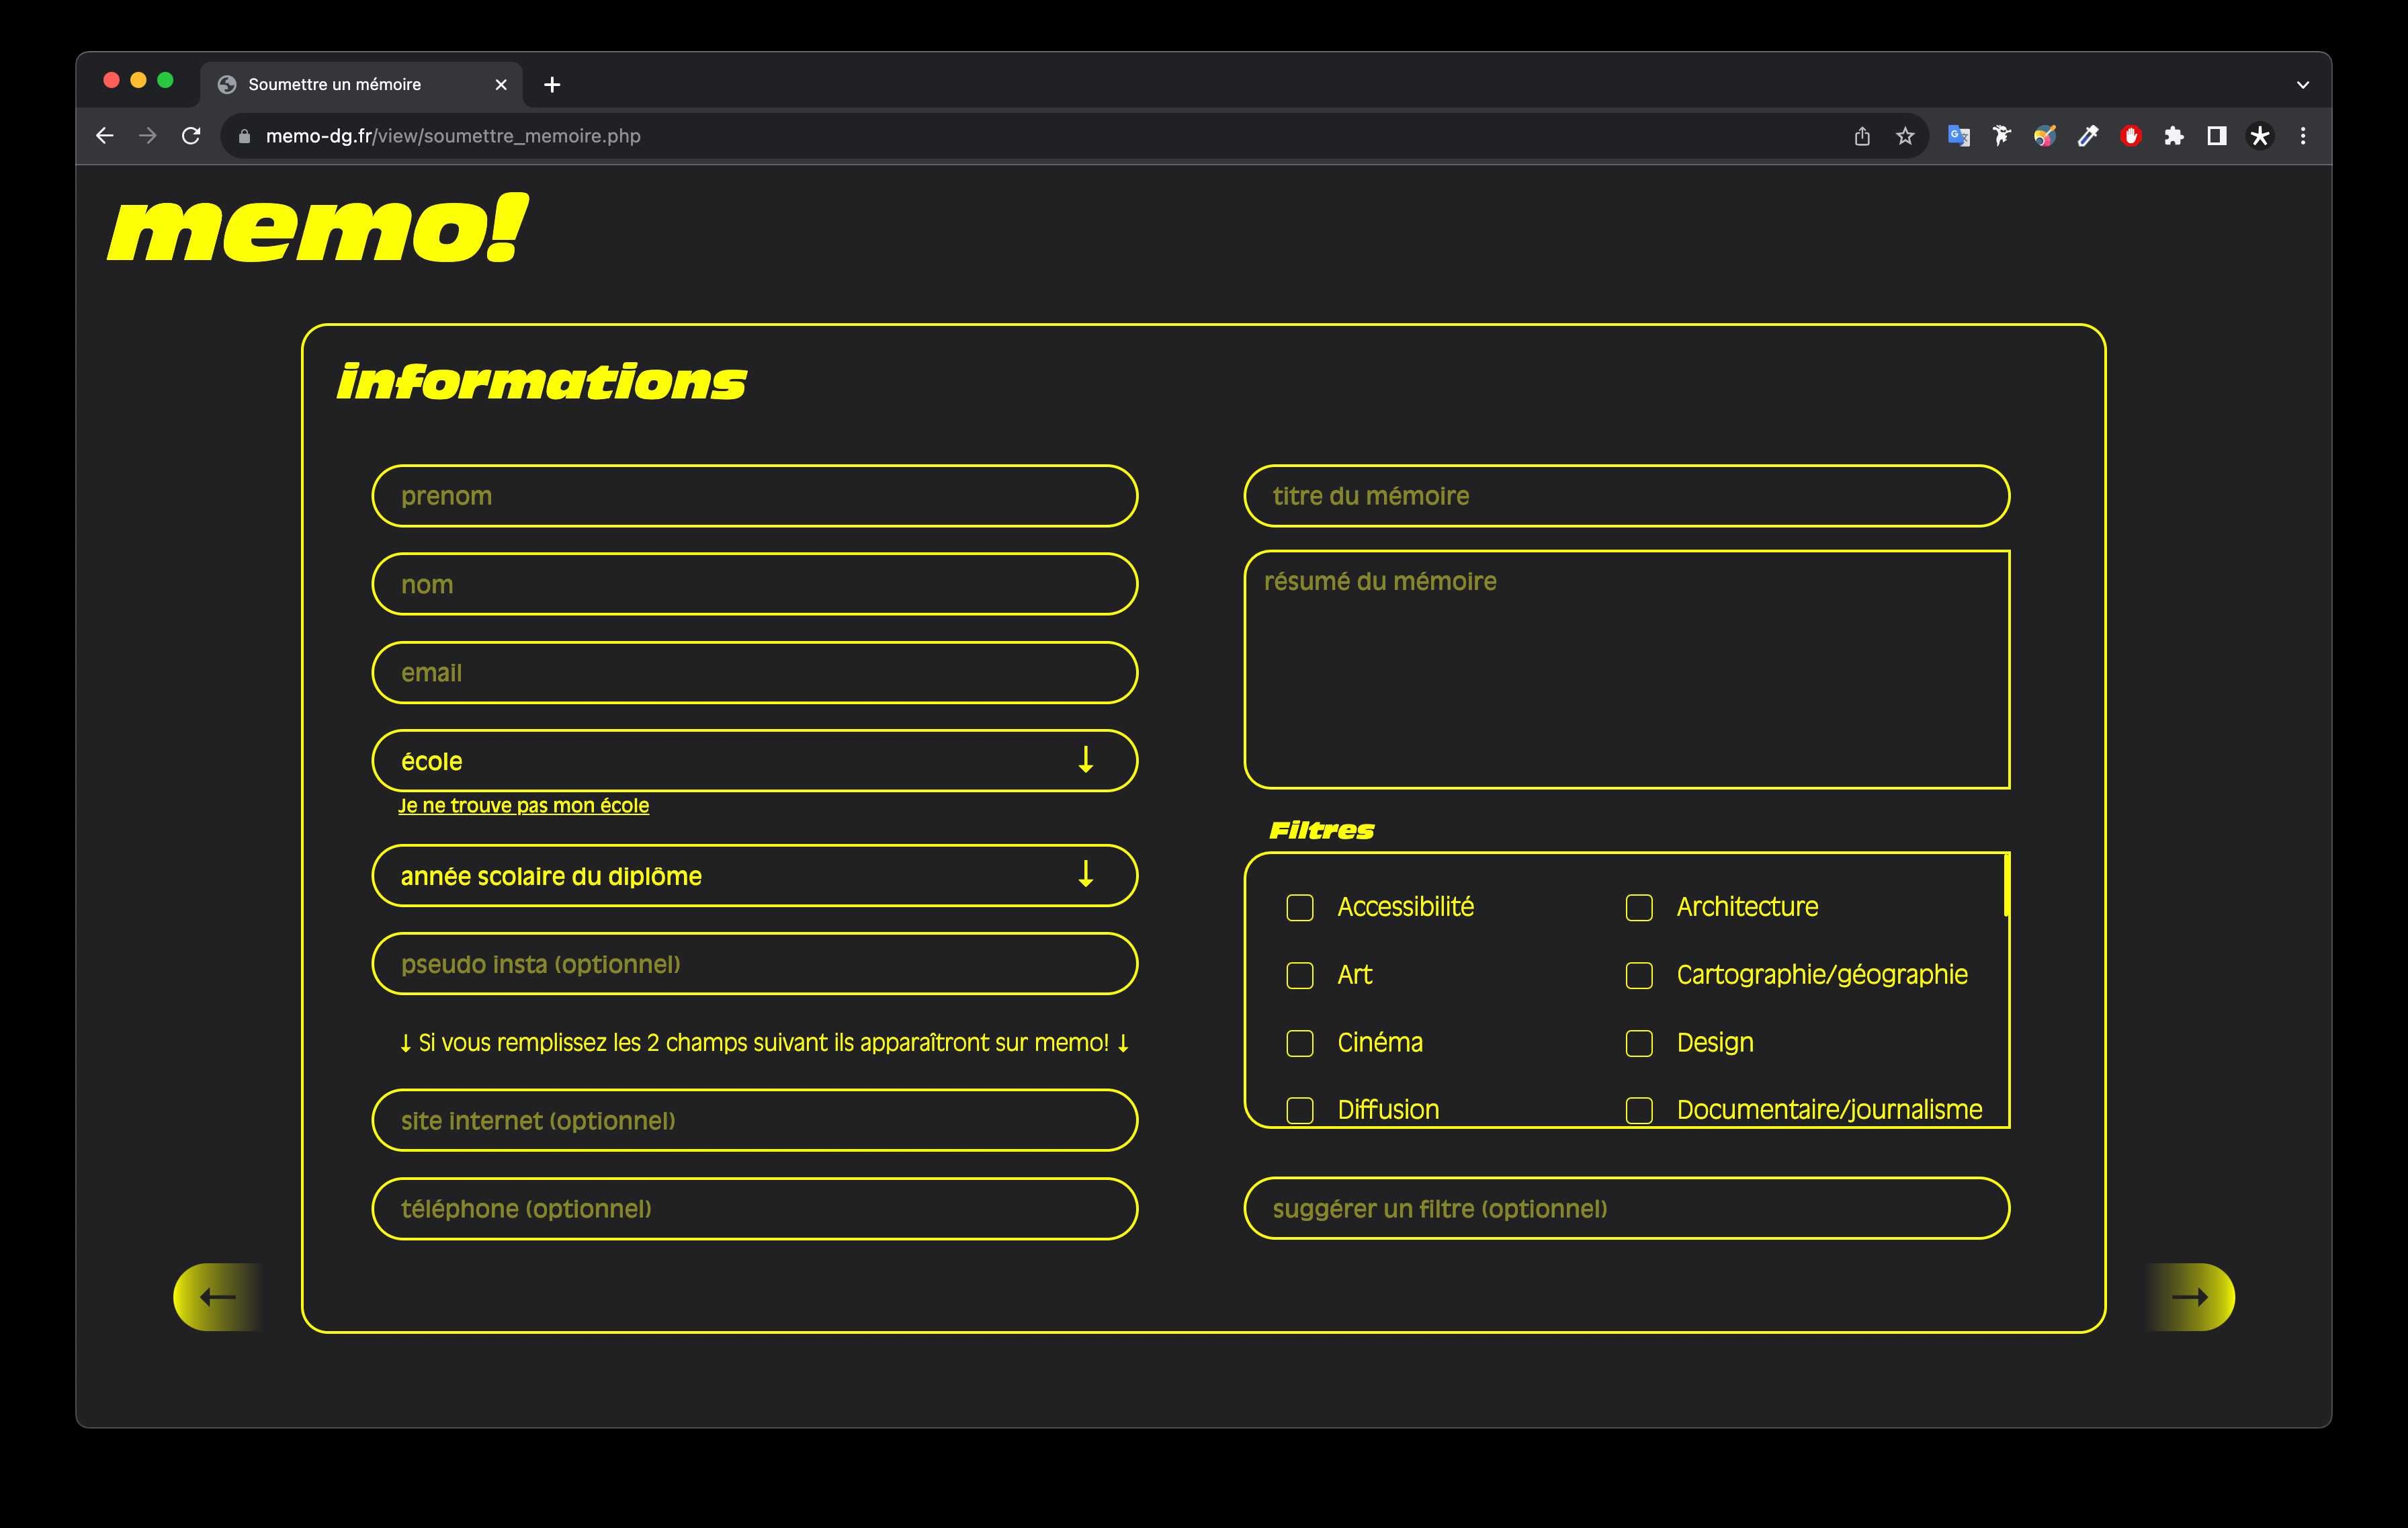 Soumettre un mémoire
memo-dg.fr/view/soumettre_memoire.php
memo!
informations
prenom
nom
email
école
↓
Je ne trouve pas mon école
année scolaire du diplôme
↓
pseudo insta (optionnel)
↓ Si vous remplissez les 2 champs suivant ils apparaîtront sur memo! ↓
site internet (optionnel)
téléphone (optionnel)
titre du mémoire
résumé du mémoire
Filtres
Accessibilité
Architecture
Art
Cartographie/géographie
Cinéma
Design
Diffusion
Documentaire/journalisme
suggérer un filtre (optionnel)
←
→